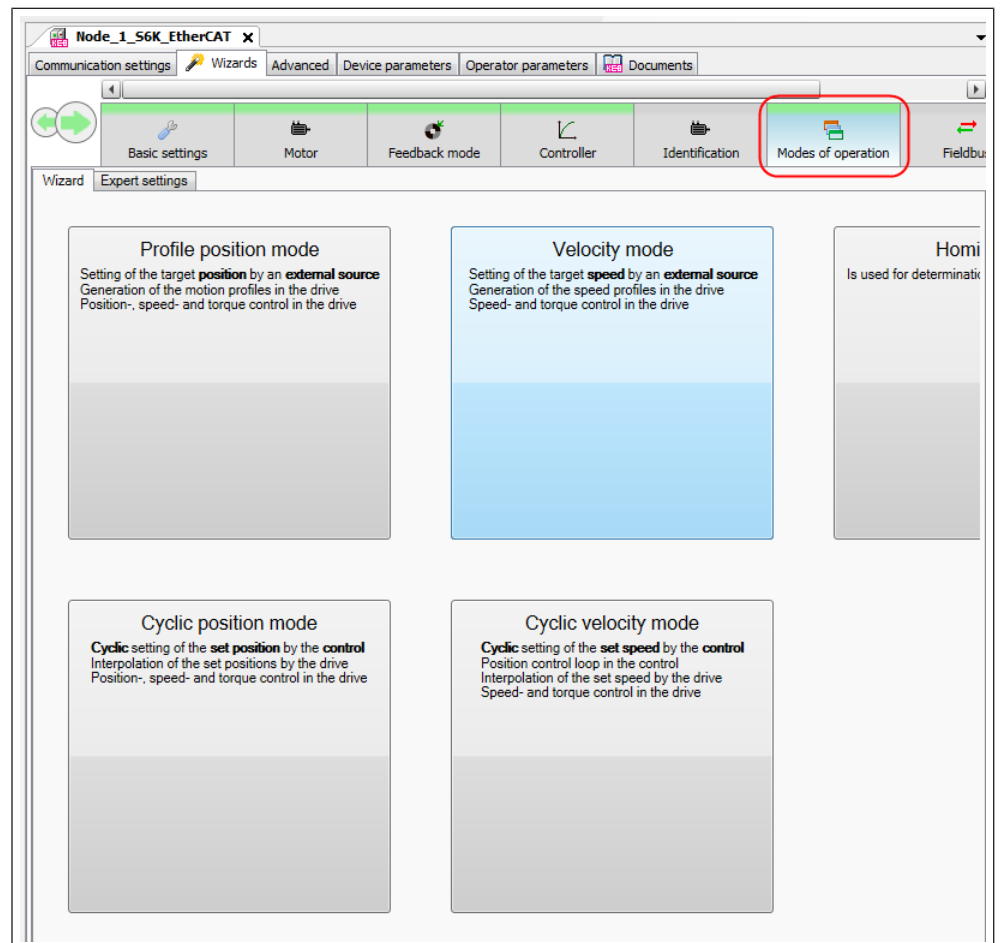 Node_1_S6K_EtherCAT x
Communication settings Wizards Advanced Device parameters Operator parameters KEB Documents
Basic settings Motor Feedback mode Controller Identification Modes of operation Fieldbu
Wizard Expert settings
Profile position mode
Setting of the target position by an external source
Generation of the motion profiles in the drive
Position-, speed- and torque control in the drive
Velocity mode
Setting of the target speed by an external source
Generation of the speed profiles in the drive
Speed- and torque control in the drive
Homi
Is used for determinatio
Cyclic position mode
Cyclic setting of the set position by the control
Interpolation of the set positions by the drive
Position-, speed- and torque control in the drive
Cyclic velocity mode
Cyclic setting of the set speed by the control
Position control loop in the control
Interpolation of the set speed by the drive
Speed- and torque control in the drive